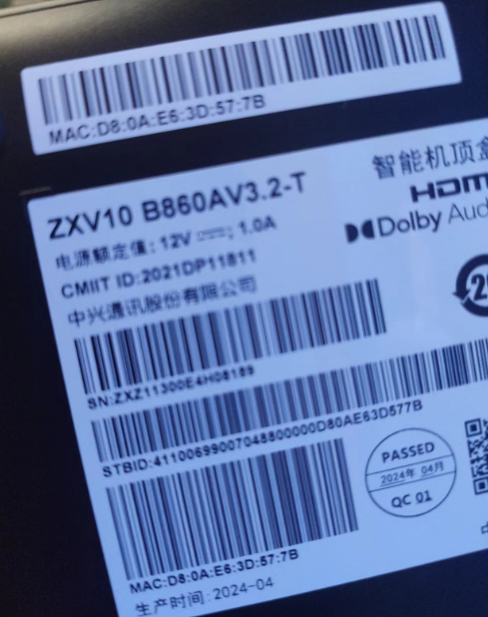 MAC:D8:0A:E6:3D:57:7B
智能机顶盒
ZXV10 B860AV3.2-T
HDMI
电源额定值: 12V ⎓; 1.0A
Dolby Audio
CMIIT ID:2021DP11811
中兴通讯股份有限公司
SN:ZXZ11300E4H08189
STBID:41100699007048800000D80AE63D577B
PASSED
2024年 04月
QC 01
MAC:D8:0A:E6:3D:57:7B
生产时间: 2024-04